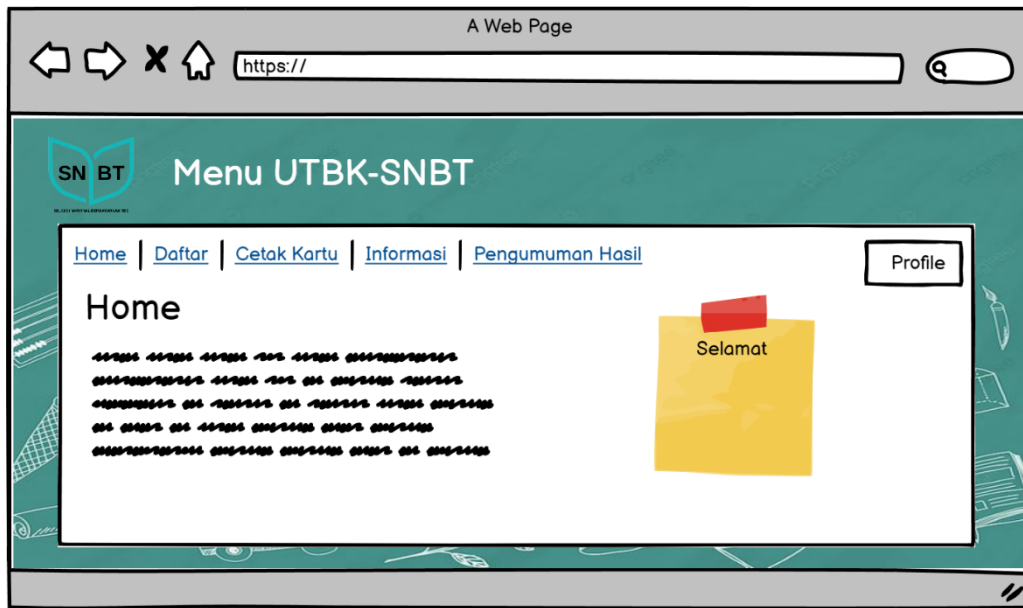 A Web Page
https://
SN BT
Menu UTBK-SNBT
Home | Daftar | Cetak Kartu | Informasi | Pengumuman Hasil
Profile
Home
Selamat